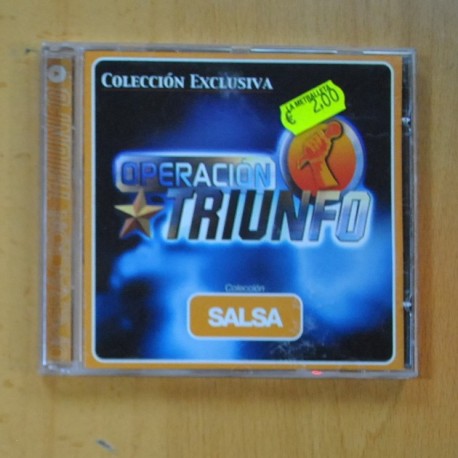 COLECCIÓN EXCLUSIVA
LA METRALLETA
€ 2,00
OPERACIÓN
TRIUNFO
Colección
SALSA